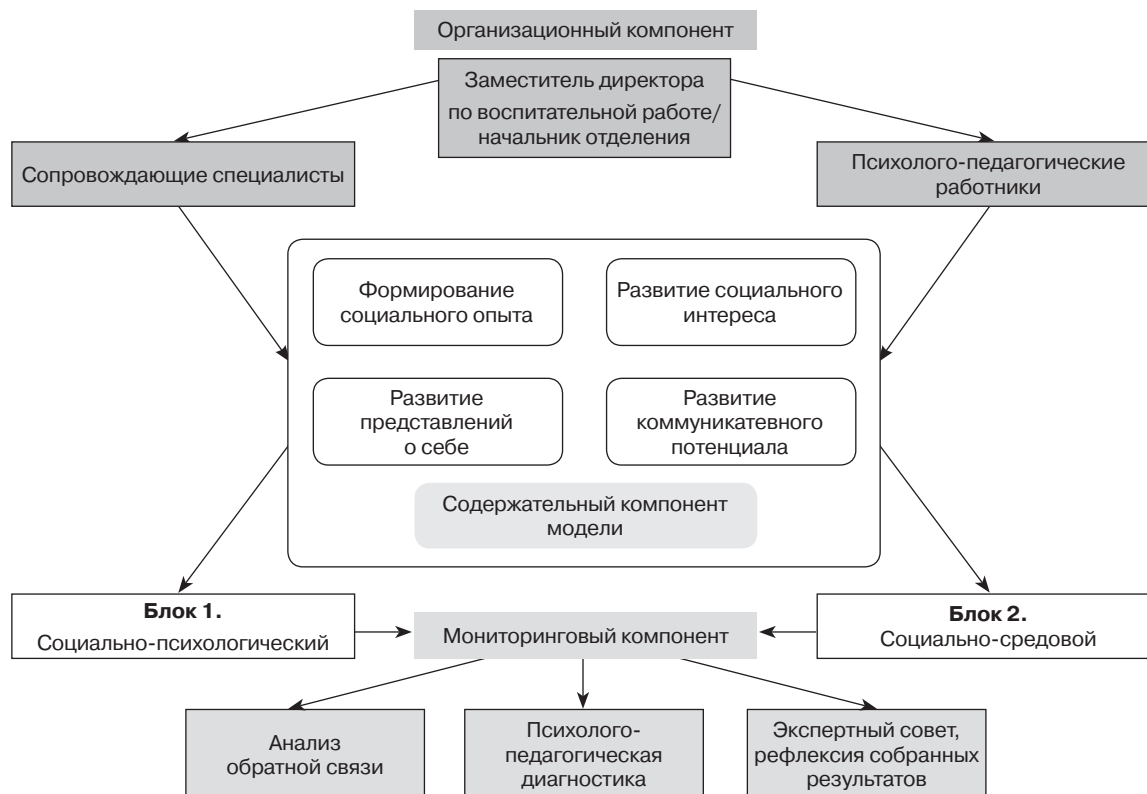 Организационный компонент
Заместитель директора
по воспитательной работе/
начальник отделения
Сопровождающие специалисты
Психолого-педагогические
работники
Формирование
социального опыта
Развитие социального
интереса
Развитие
представлений
о себе
Развитие
коммуникатевного
потенциала
Содержательный компонент
модели
Блок 1.
Социально-психологический
Мониторинговый компонент
Блок 2.
Социально-средовой
Анализ
обратной связи
Психолого-
педагогическая
диагностика
Экспертный совет,
рефлексия собранных
результатов